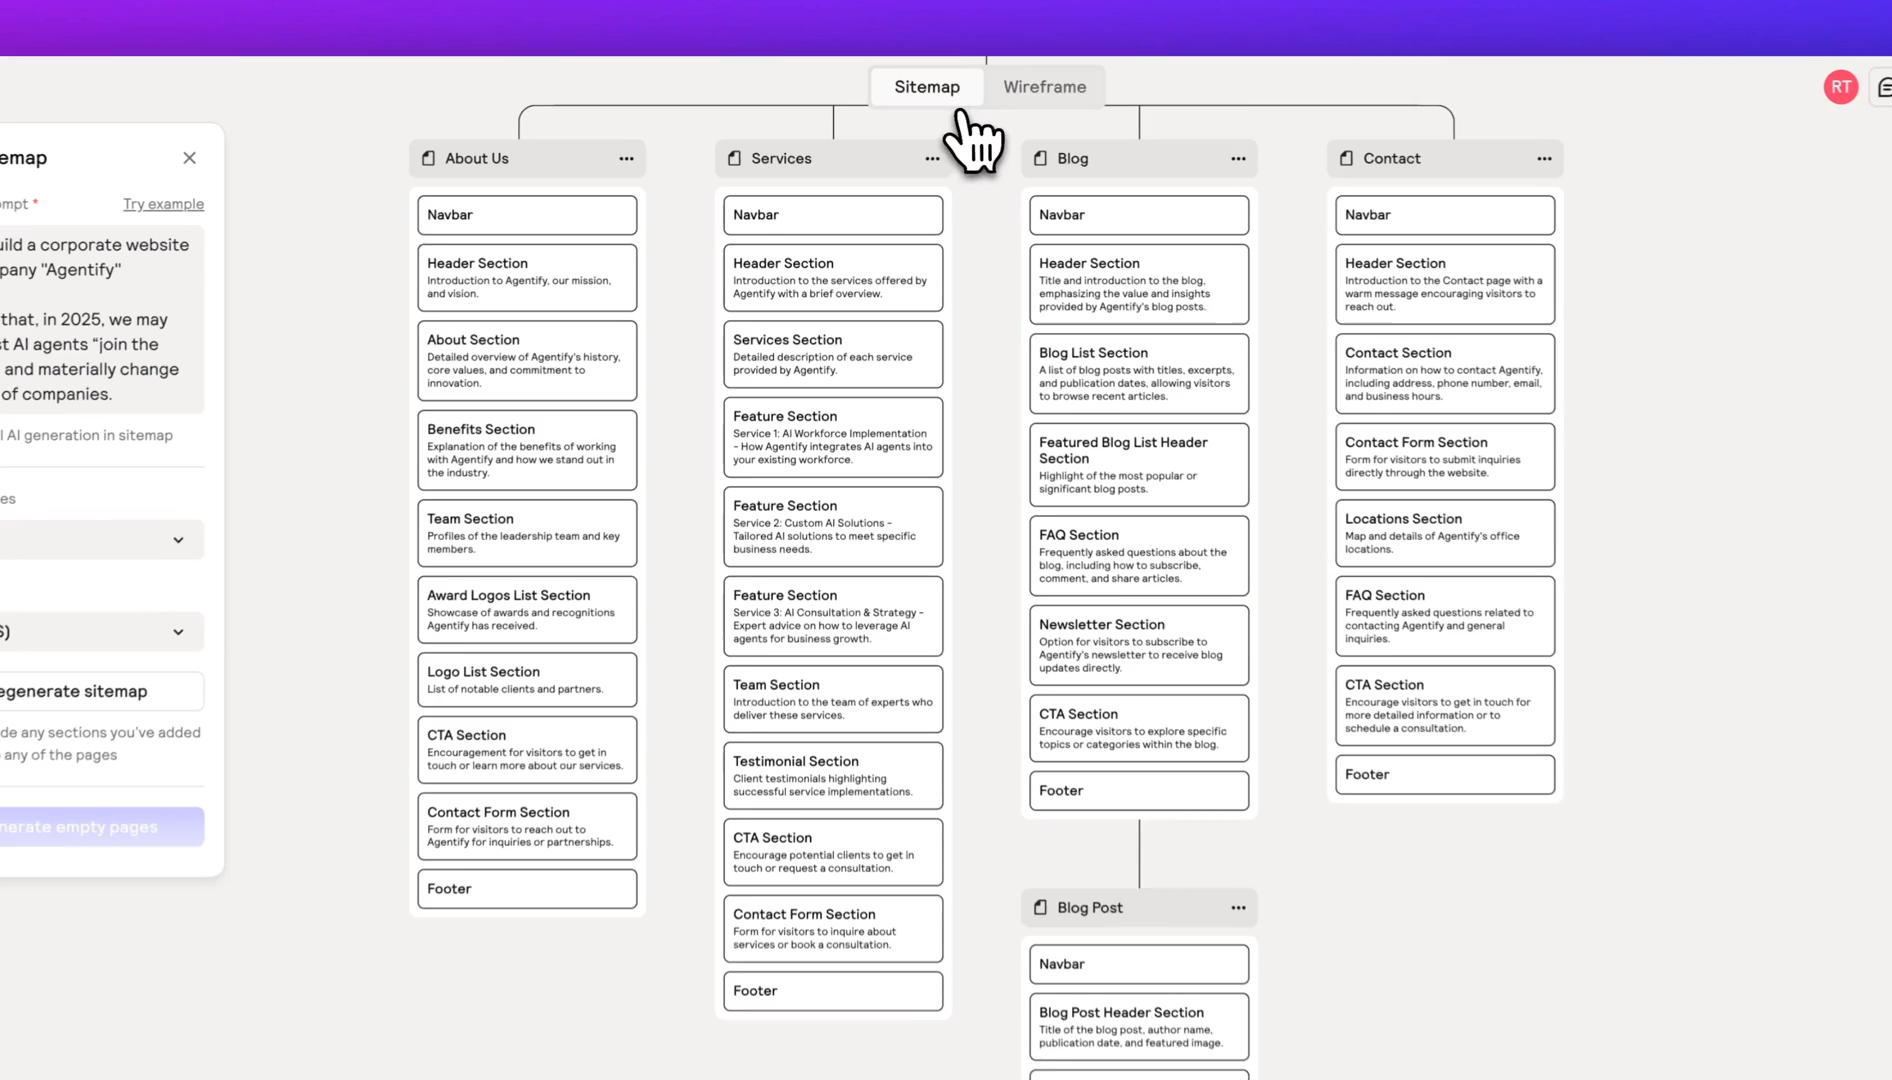 Sitemap
Wireframe
RT
emap
ompt *
Try example
uild a corporate website
pany "Agentify"
that, in 2025, we may
st AI agents “join the
and materially change
of companies.
l AI generation in sitemap
es
S)
egenerate sitemap
de any sections you've added
any of the pages
nerate empty pages
About Us
Navbar
Header Section
Introduction to Agentify, our mission,
and vision.
About Section
Detailed overview of Agentify's history,
core values, and commitment to
innovation.
Benefits Section
Explanation of the benefits of working
with Agentify and how we stand out in
the industry.
Team Section
Profiles of the leadership team and key
members.
Award Logos List Section
Showcase of awards and recognitions
Agentify has received.
Logo List Section
List of notable clients and partners.
CTA Section
Encouragement for visitors to get in
touch or learn more about our services.
Contact Form Section
Form for visitors to reach out to
Agentify for inquiries or partnerships.
Footer
Services
Navbar
Header Section
Introduction to the services offered by
Agentify with a brief overview.
Services Section
Detailed description of each service
provided by Agentify.
Feature Section
Service 1: AI Workforce Implementation
- How Agentify integrates AI agents into
your existing workforce.
Feature Section
Service 2: Custom AI Solutions -
Tailored AI solutions to meet specific
business needs.
Feature Section
Service 3: AI Consultation & Strategy -
Expert advice on how to leverage AI
agents for business growth.
Team Section
Introduction to the team of experts who
deliver these services.
Testimonial Section
Client testimonials highlighting
successful service implementations.
CTA Section
Encourage potential clients to get in
touch or request a consultation.
Contact Form Section
Form for visitors to inquire about
services or book a consultation.
Footer
Blog
Navbar
Header Section
Title and introduction to the blog,
emphasizing the value and insights
provided by Agentify's blog posts.
Blog List Section
A list of blog posts with titles, excerpts,
and publication dates, allowing visitors
to browse recent articles.
Featured Blog List Header
Section
Highlight of the most popular or
significant blog posts.
FAQ Section
Frequently asked questions about the
blog, including how to subscribe,
comment, and share articles.
Newsletter Section
Option for visitors to subscribe to
Agentify's newsletter to receive blog
updates directly.
CTA Section
Encourage visitors to explore specific
topics or categories within the blog.
Footer
Blog Post
Navbar
Blog Post Header Section
Title of the blog post, author name,
publication date, and featured image.
Contact
Navbar
Header Section
Introduction to the Contact page with a
warm message encouraging visitors to
reach out.
Contact Section
Information on how to contact Agentify,
including address, phone number, email,
and business hours.
Contact Form Section
Form for visitors to submit inquiries
directly through the website.
Locations Section
Map and details of Agentify's office
locations.
FAQ Section
Frequently asked questions related to
contacting Agentify and general
inquiries.
CTA Section
Encourage visitors to get in touch for
more detailed information or to
schedule a consultation.
Footer